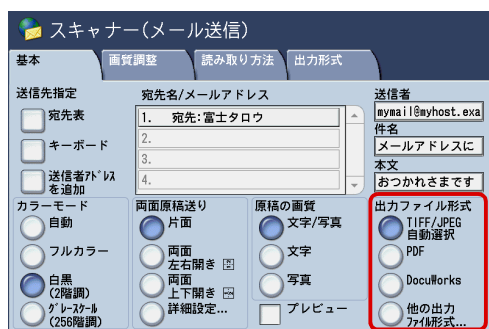 スキャナー(メール送信)
基本
画質調整
読み取り方法
出力形式
送信先指定
宛先表
キーボード
送信者ｱﾄﾞﾚｽ
を追加
宛先名/メールアドレス
1. 宛先:富士タロウ
2.
3.
4.
送信者
mymail@myhost.exa
件名
メールアドレスに
本文
おつかれさまです
カラーモード
自動
フルカラー
白黒
(2階調)
ｸﾞﾚｰｽｹｰﾙ
(256階調)
両面原稿送り
片面
両面
左右開き
両面
上下開き
詳細設定...
原稿の画質
文字/写真
文字
写真
プレビュー
出力ファイル形式
TIFF/JPEG
自動選択
PDF
DocuWorks
他の出力
ﾌｧｲﾙ形式...